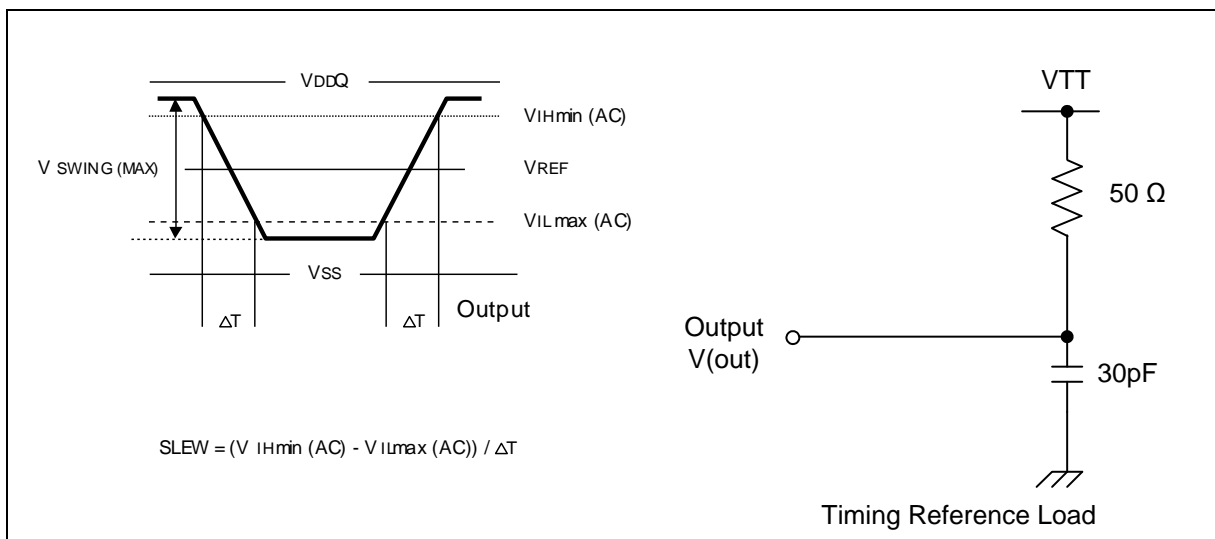 VDDQ
VIHmin (AC)
V SWING (MAX)
VREF
VILmax (AC)
VSS
Output
ΔT
ΔT
SLEW = (V IHmin (AC) - V ILmax (AC)) / ΔT
VTT
50 Ω
Output
V(out)
30pF
Timing Reference Load